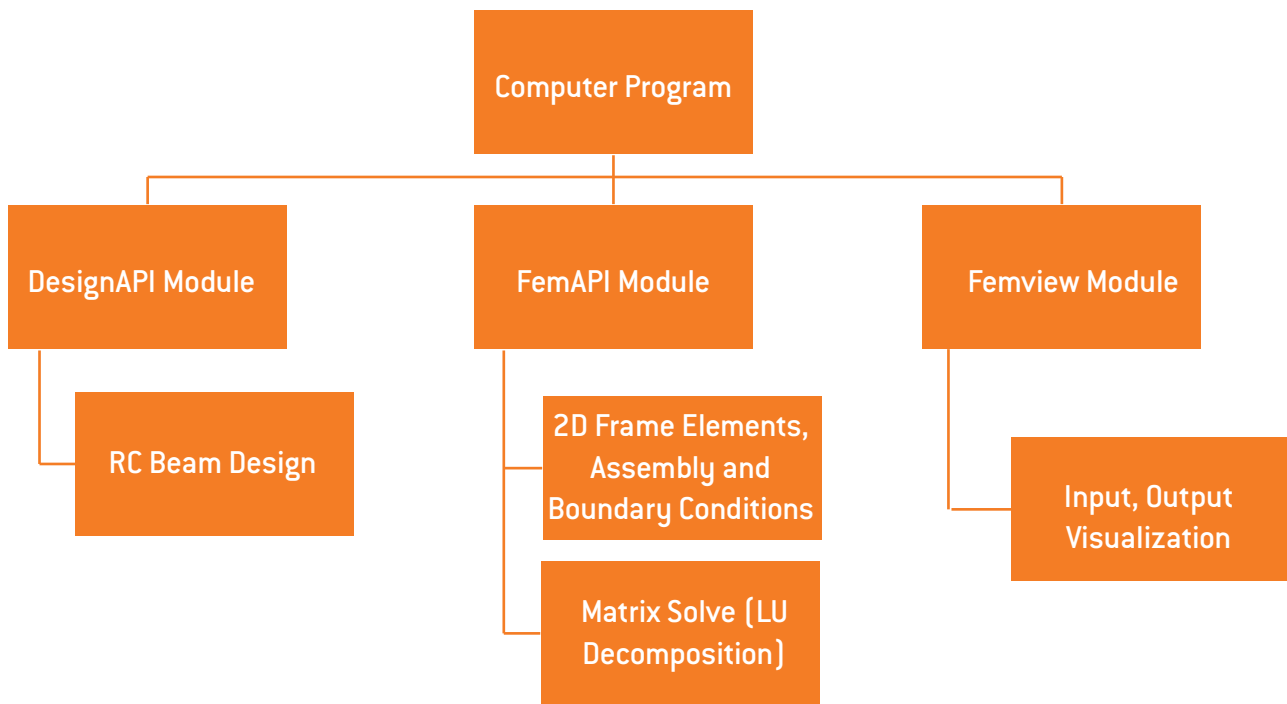 Computer Program
DesignAPI Module
FemAPI Module
Femview Module
RC Beam Design
2D Frame Elements,
Assembly and
Boundary Conditions
Matrix Solve (LU
Decomposition)
Input, Output
Visualization